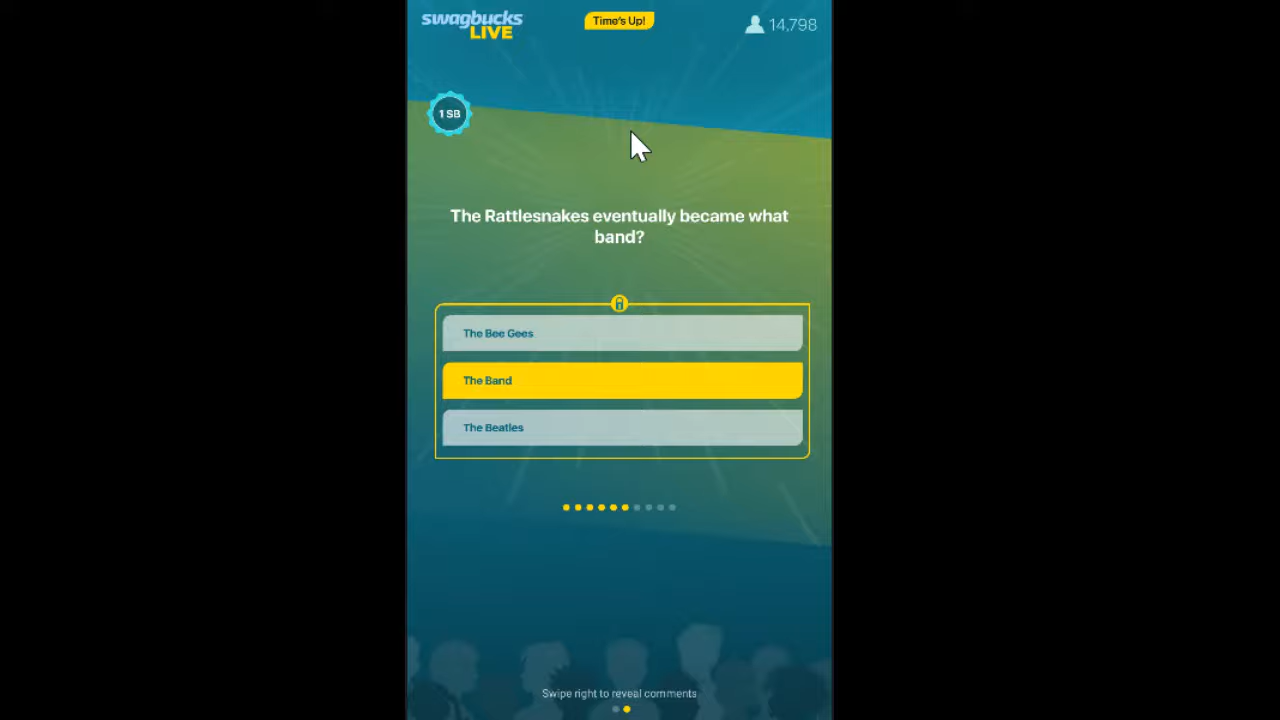 swagbucks
LIVE
Time's Up!
14,798
1 SB
The Rattlesnakes eventually became what
band?
The Bee Gees
The Band
The Beatles
Swipe right to reveal comments